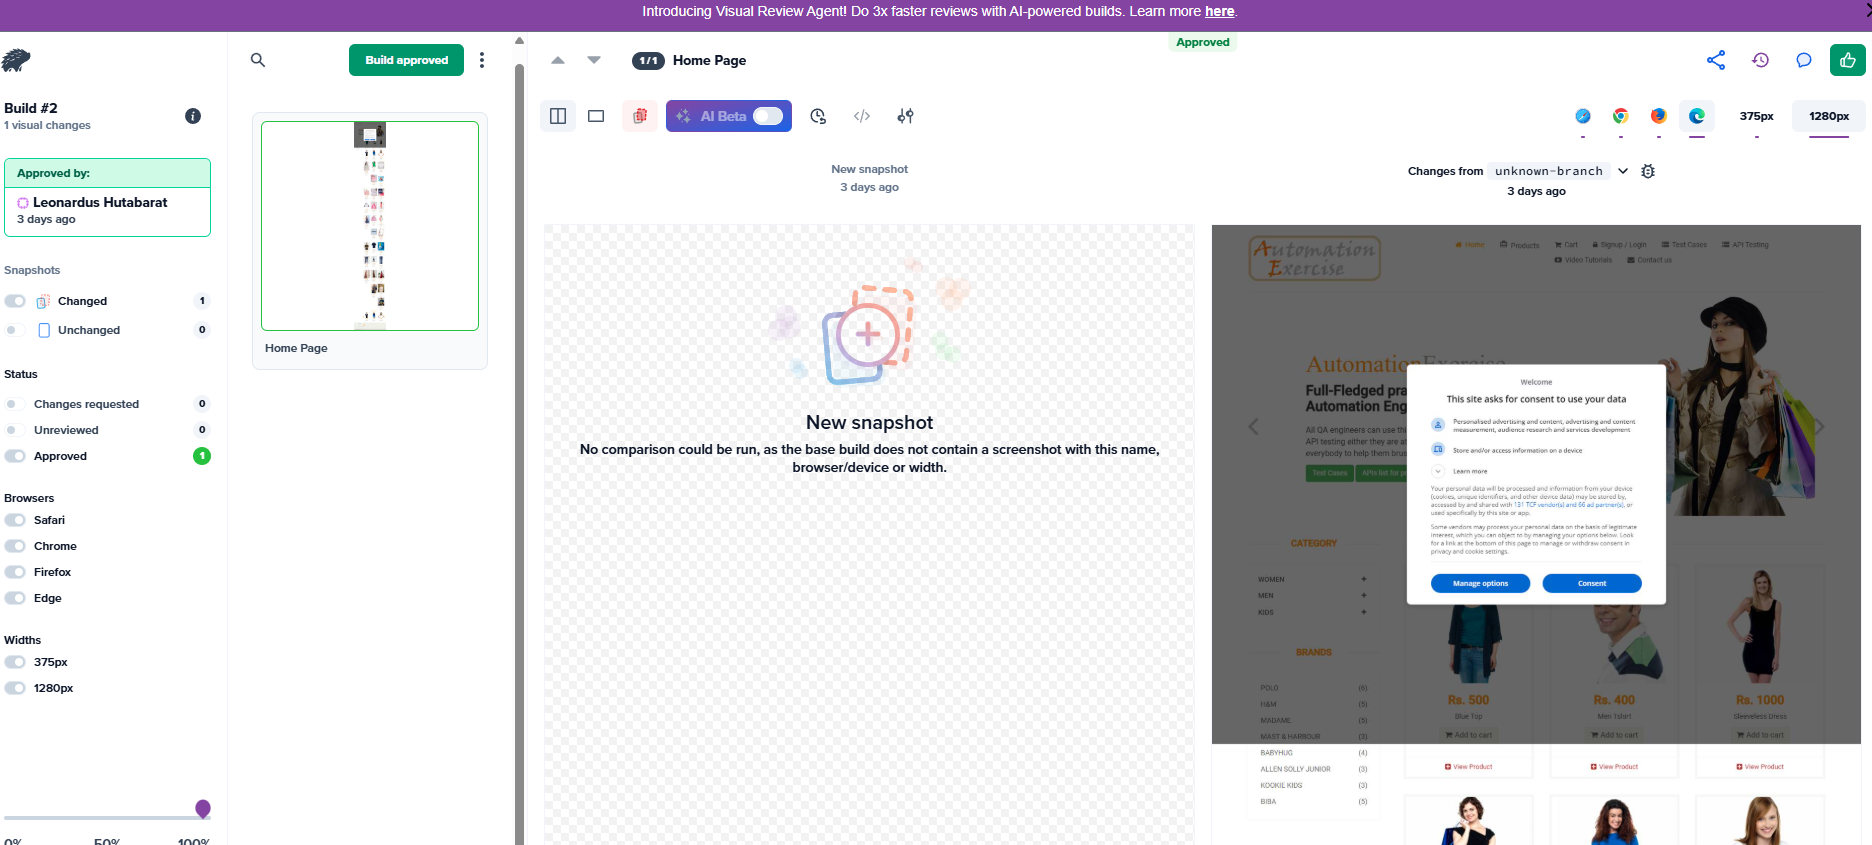 Introducing Visual Review Agent! Do 3x faster reviews with AI-powered builds. Learn more here.
Build #2
1 visual changes
Approved by:
Leonardus Hutabarat
3 days ago
Snapshots
Changed 1
Unchanged 0
Status
Changes requested 0
Unreviewed 0
Approved 1
Browsers
Safari
Chrome
Firefox
Edge
Widths
375px
1280px
0% 50% 100%
Build approved
Home Page
1/1 Home Page
Approved
AI Beta
375px 1280px
New snapshot
3 days ago
Changes from unknown-branch
3 days ago
New snapshot
No comparison could be run, as the base build does not contain a screenshot with this name,
browser/device or width.
Automation
Exercise
Home Products Cart Signup / Login Test Cases API Testing
Video Tutorials Contact us
AutomationExercise
Full-Fledged
Automation
All QA engineers can use
API testing either they are
everybody to help them
Test Cases APIs list for
Welcome
This site asks for consent to use your data
Personalised advertising and content, advertising and content
measurement, audience research and services development
Store and/or access information on a device
Learn more
Your personal data will be processed and information from your device
(cookies, unique identifiers, and other device data) may be stored by,
accessed by and shared with 131 TCF vendor(s) and 66 ad partner(s), or
used specifically by this site or app.
Some vendors may process your personal data on the basis of legitimate
interest, which you can object to by managing your options below. Look
for a link at the bottom of this page to manage or withdraw consent in
privacy and cookie settings.
Manage options Consent
CATEGORY
WOMEN +
MEN +
KIDS +
BRANDS
POLO (6)
H&M (5)
MADAME (5)
MAST & HARBOUR (3)
BABYHUG (4)
ALLEN SOLLY JUNIOR (3)
KOOKIE KIDS (3)
BIBA (5)
Rs. 500
Blue Top
Add to cart
View Product
Rs. 400
Men Tshirt
Add to cart
View Product
Rs. 1000
Sleeveless Dress
Add to cart
View Product